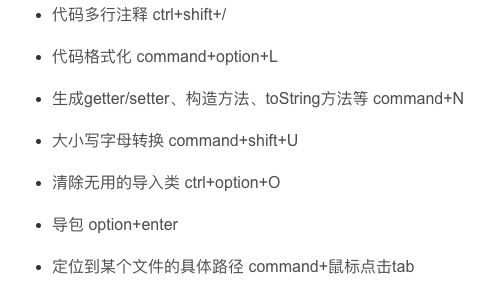 代码多行注释 ctrl+shift+/
代码格式化 command+option+L
生成getter/setter、构造方法、toString方法等 command+N
大小写字母转换 command+shift+U
清除无用的导入类 ctrl+option+O
导包 option+enter
定位到某个文件的具体路径 command+鼠标点击tab